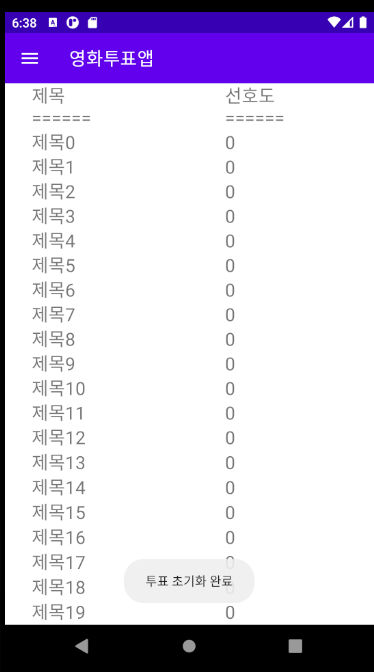 6:38
영화투표앱
제목 선호도
====== ======
제목0 0
제목1 0
제목2 0
제목3 0
제목4 0
제목5 0
제목6 0
제목7 0
제목8 0
제목9 0
제목10 0
제목11 0
제목12 0
제목13 0
제목14 0
제목15 0
제목16 0
제목17 0
투표 초기화 완료
제목18 0
제목19 0